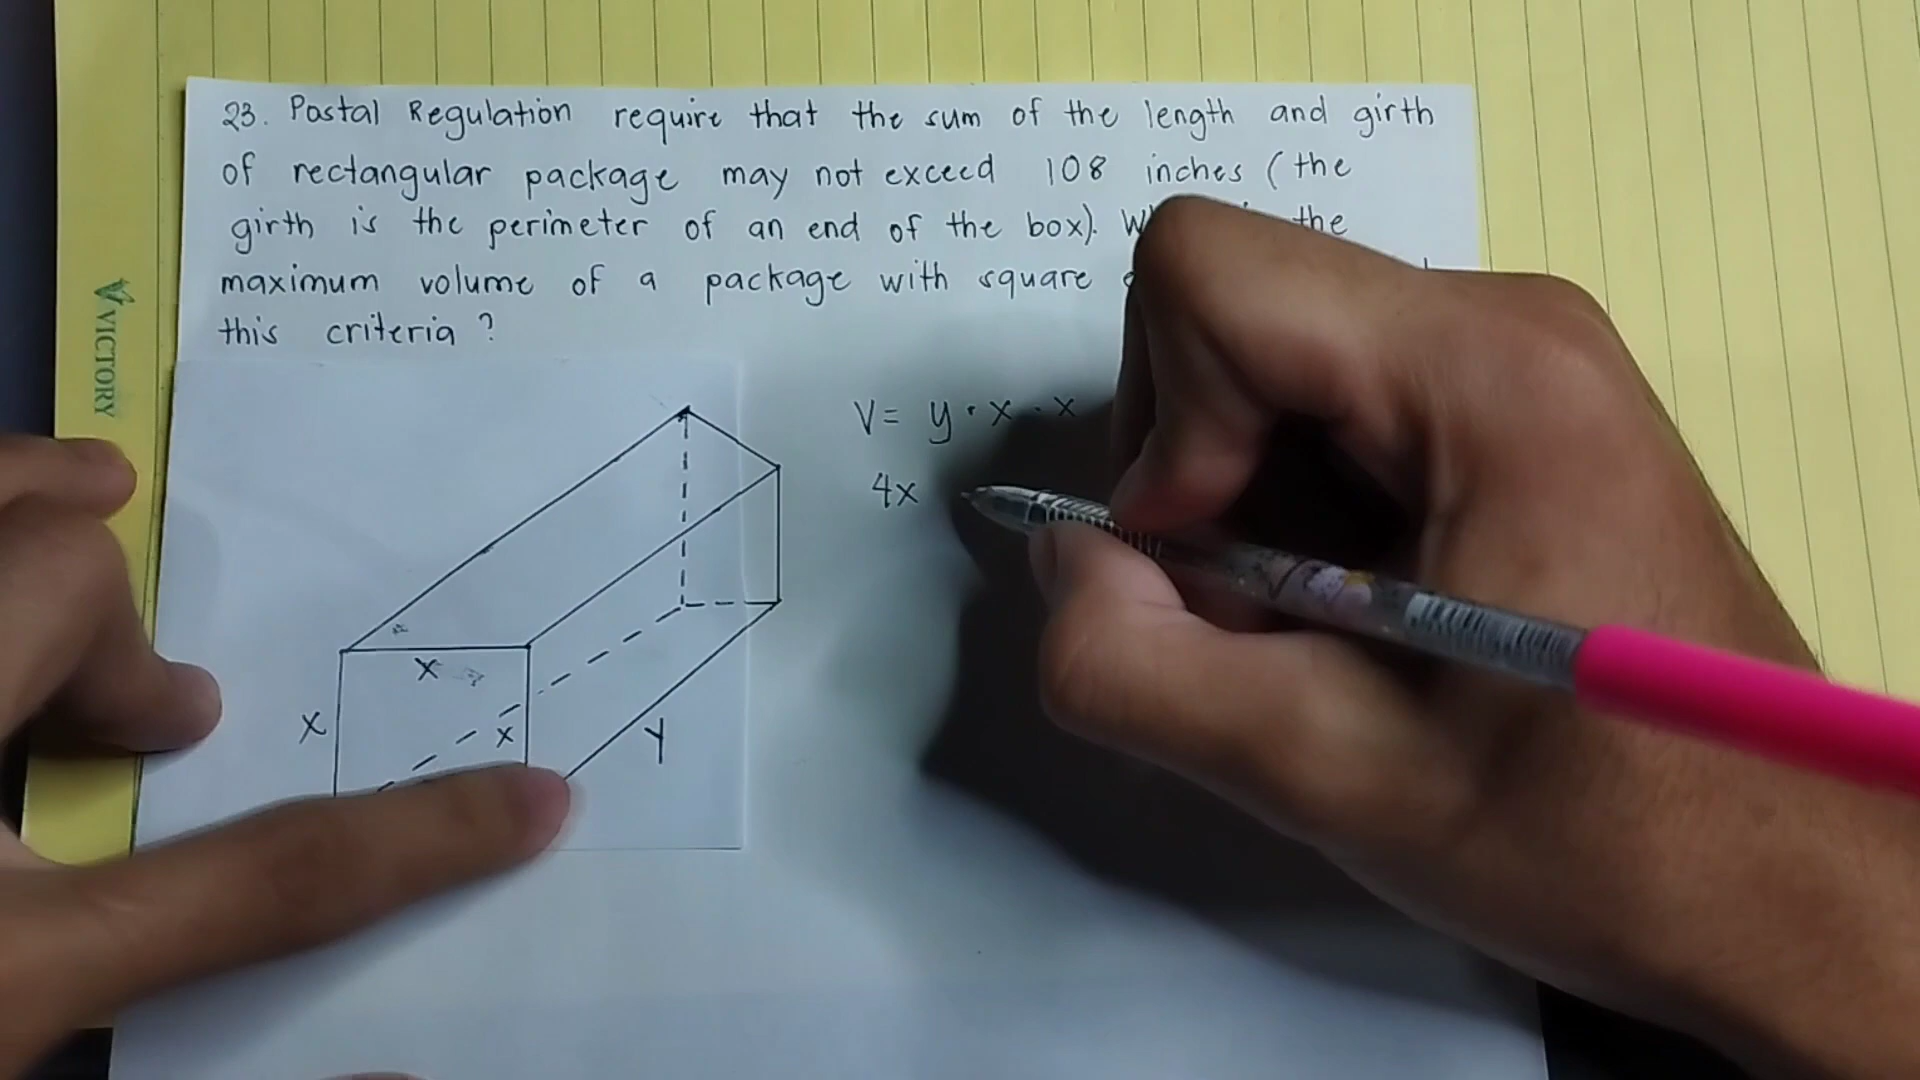 23. Postal Regulation require that the sum of the length and girth
of rectangular package may not exceed 108 inches (the
girth is the perimeter of an end of the box). the
maximum volume of a package with square
this criteria?
VICTORY
V = y · x · x
4x
x
x
x
y